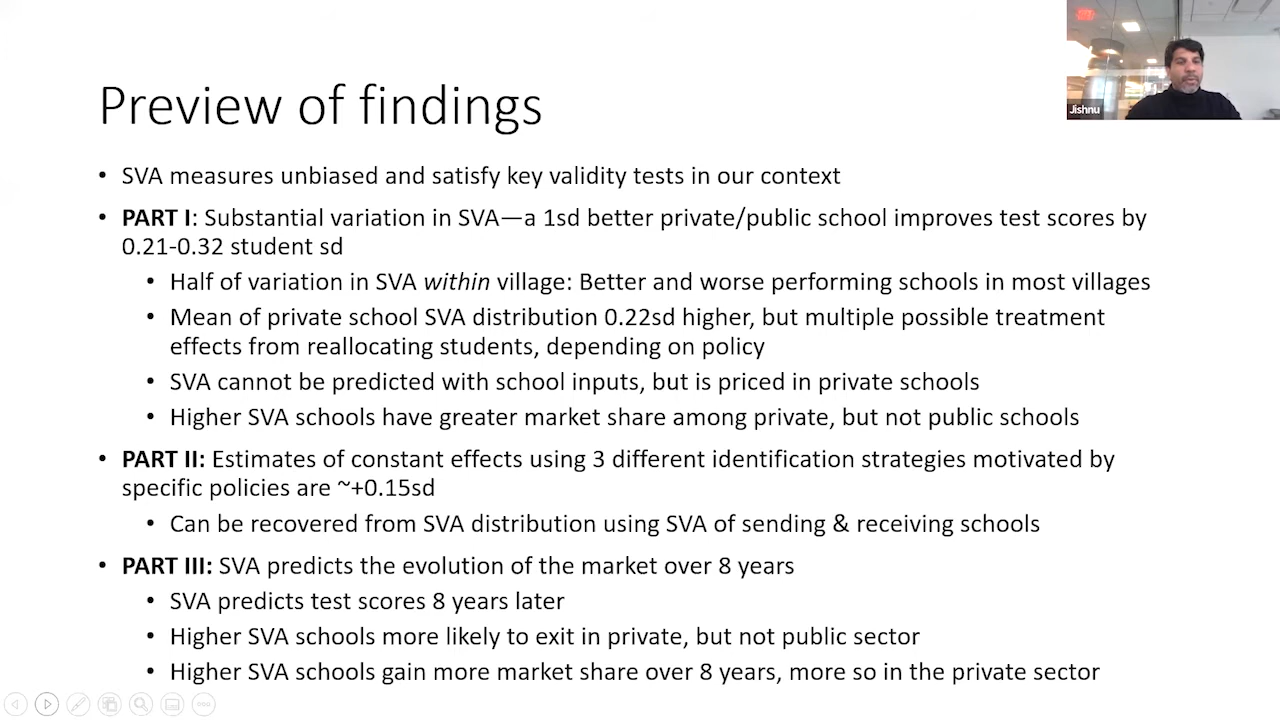 Jishnu
Preview of findings
• SVA measures unbiased and satisfy key validity tests in our context
• PART I: Substantial variation in SVA—a 1sd better private/public school improves test scores by
0.21-0.32 student sd
• Half of variation in SVA within village: Better and worse performing schools in most villages
• Mean of private school SVA distribution 0.22sd higher, but multiple possible treatment
effects from reallocating students, depending on policy
• SVA cannot be predicted with school inputs, but is priced in private schools
• Higher SVA schools have greater market share among private, but not public schools
• PART II: Estimates of constant effects using 3 different identification strategies motivated by
specific policies are ~+0.15sd
• Can be recovered from SVA distribution using SVA of sending & receiving schools
• PART III: SVA predicts the evolution of the market over 8 years
• SVA predicts test scores 8 years later
• Higher SVA schools more likely to exit in private, but not public sector
• Higher SVA schools gain more market share over 8 years, more so in the private sector